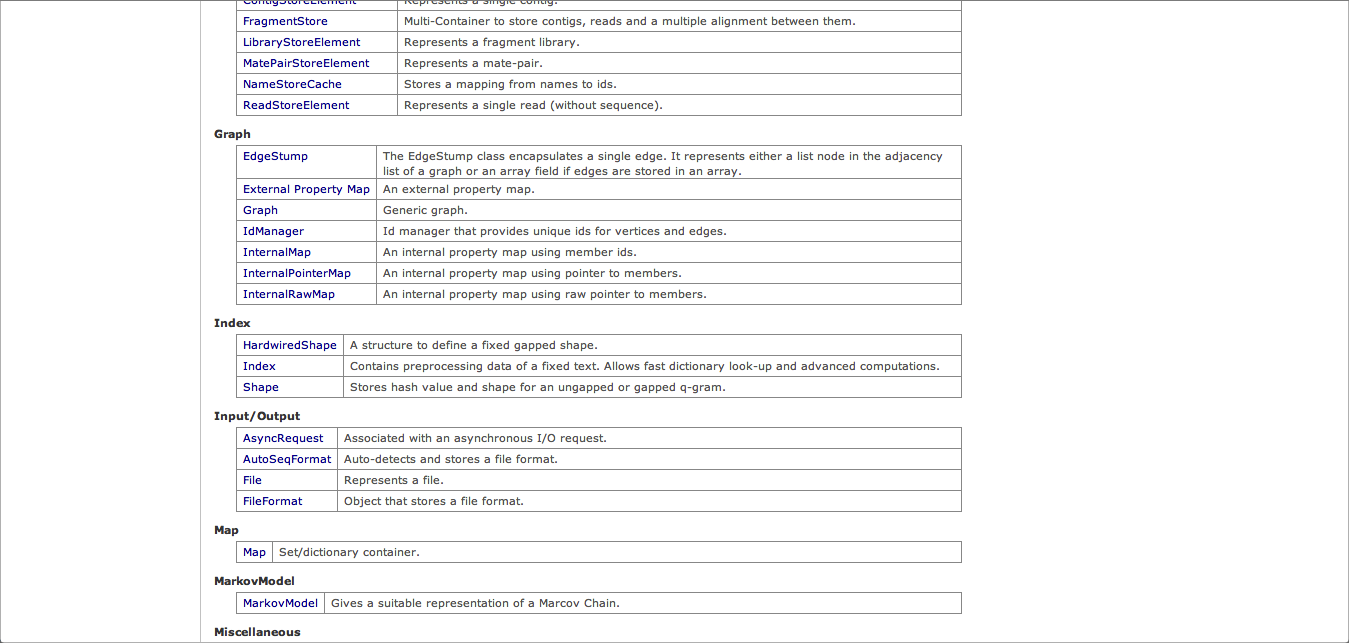 ContigStoreElement Represents a single contig.
FragmentStore Multi-Container to store contigs, reads and a multiple alignment between them.
LibraryStoreElement Represents a fragment library.
MatePairStoreElement Represents a mate-pair.
NameStoreCache Stores a mapping from names to ids.
ReadStoreElement Represents a single read (without sequence).
Graph
EdgeStump The EdgeStump class encapsulates a single edge. It represents either a list node in the adjacency
list of a graph or an array field if edges are stored in an array.
External Property Map An external property map.
Graph Generic graph.
IdManager Id manager that provides unique ids for vertices and edges.
InternalMap An internal property map using member ids.
InternalPointerMap An internal property map using pointer to members.
InternalRawMap An internal property map using raw pointer to members.
Index
HardwiredShape A structure to define a fixed gapped shape.
Index Contains preprocessing data of a fixed text. Allows fast dictionary look-up and advanced computations.
Shape Stores hash value and shape for an ungapped or gapped q-gram.
Input/Output
AsyncRequest Associated with an asynchronous I/O request.
AutoSeqFormat Auto-detects and stores a file format.
File Represents a file.
FileFormat Object that stores a file format.
Map
Map Set/dictionary container.
MarkovModel
MarkovModel Gives a suitable representation of a Marcov Chain.
Miscellaneous